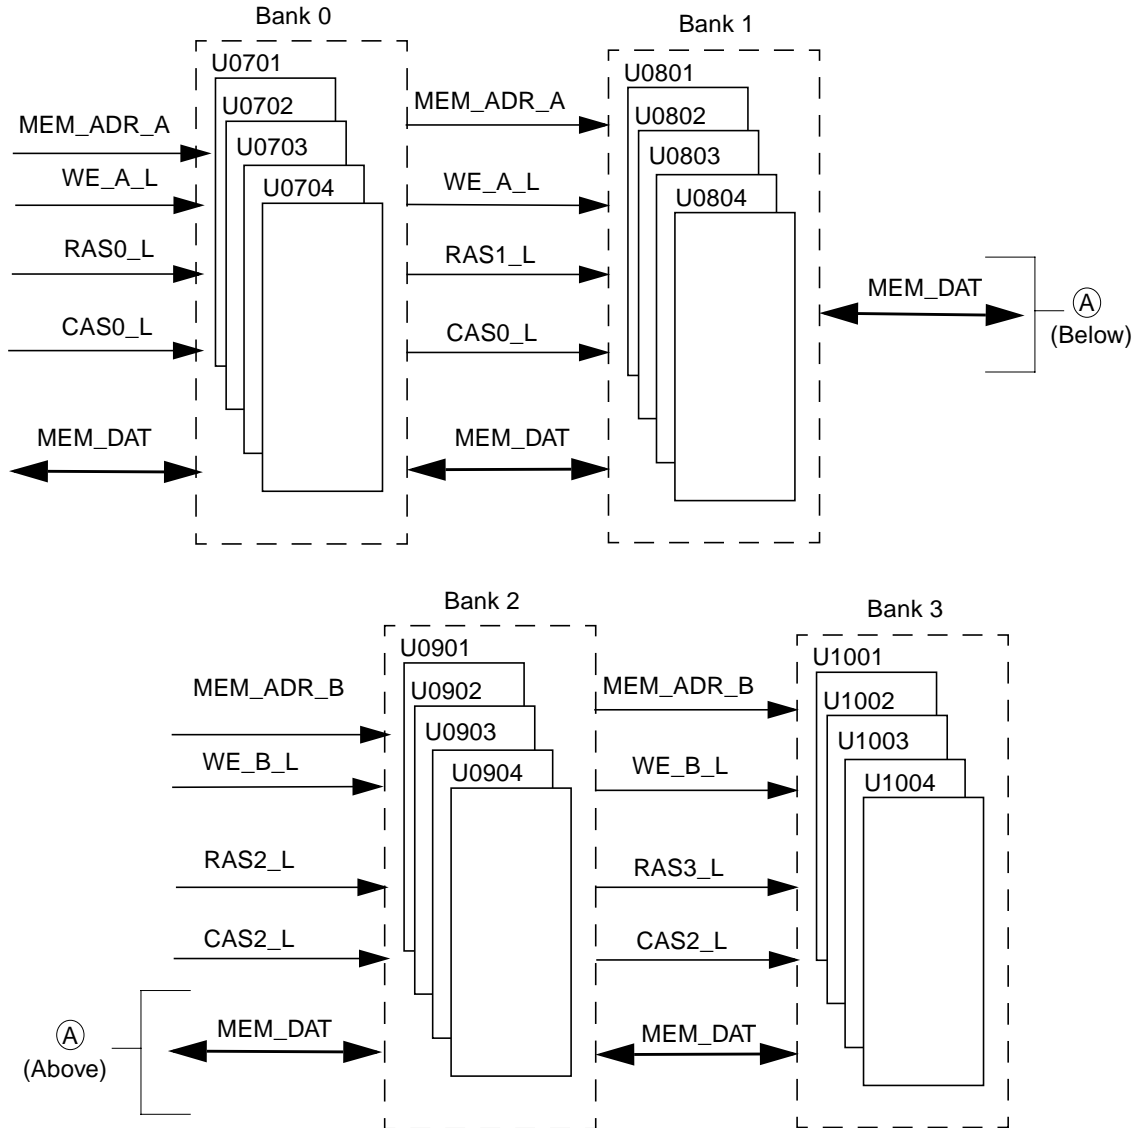 Bank 0
Bank 1
U0701
U0702
U0703
U0704
U0801
U0802
U0803
U0804
MEM_ADR_A
WE_A_L
RAS0_L
CAS0_L
MEM_DAT
MEM_ADR_A
WE_A_L
RAS1_L
CAS0_L
MEM_DAT
MEM_DAT
A
(Below)
Bank 2
Bank 3
U0901
U0902
U0903
U0904
U1001
U1002
U1003
U1004
MEM_ADR_B
WE_B_L
RAS2_L
CAS2_L
MEM_DAT
A
(Above)
MEM_ADR_B
WE_B_L
RAS3_L
CAS2_L
MEM_DAT